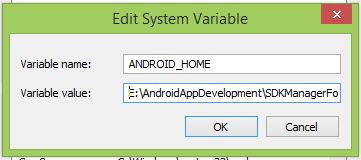 Edit System Variable
Variable name:
ANDROID_HOME
Variable value:
E:\AndroidAppDevelopment\SDKManagerFo
OK
Cancel